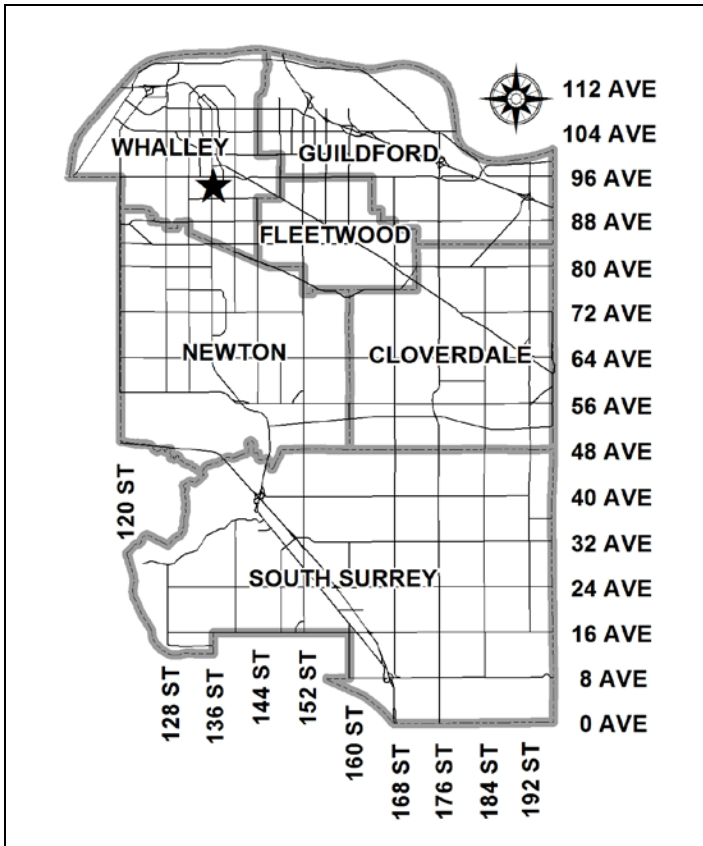 112 AVE
104 AVE
WHALLEY
GUILDFORD
96 AVE
88 AVE
FLEETWOOD
80 AVE
72 AVE
NEWTON
CLOVERDALE
64 AVE
56 AVE
48 AVE
120 ST
40 AVE
32 AVE
SOUTH SURREY
24 AVE
16 AVE
8 AVE
0 AVE
128 ST
136 ST
144 ST
152 ST
160 ST
168 ST
176 ST
184 ST
192 ST